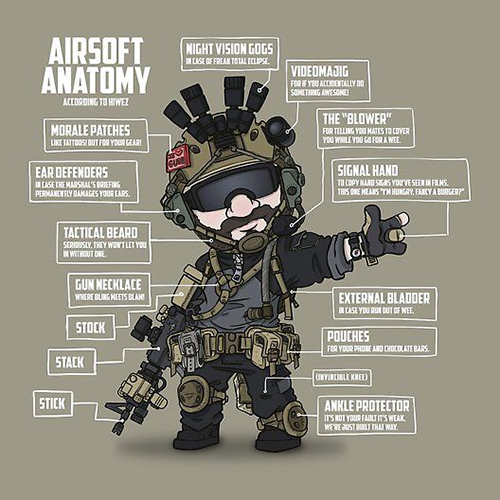 AIRSOFT
ANATOMY
ACCORDING TO HIWEZ
NIGHT VISION GOGS
IN CASE OF FREAK TOTAL ECLIPSE.
VIDEOMAJIG
FOR IF YOU ACCIDENTALLY DO
SOMETHING AWESOME!
MORALE PATCHES
LIKE TATTOOS! BUT FOR YOUR GEAR!
THE "BLOWER"
FOR TELLING YOU MATES TO COVER
YOU WHILE YOU GO FOR A WEE.
EAR DEFENDERS
IN CASE THE MARSHAL'S BRIEFING
PERMANENTLY DAMAGES YOUR EARS.
SIGNAL HAND
TO COPY HAND SIGNS YOU'VE SEEN IN FILMS.
THIS ONE MEANS "I'M HUNGRY, FANCY A BURGER?"
TACTICAL BEARD
SERIOUSLY, THEY WON'T LET YOU
IN WITHOUT ONE.
GUN NECKLACE
WHERE BLING MEETS BLAM!
EXTERNAL BLADDER
IN CASE YOU RUN OUT OF WEE.
STOCK
POUCHES
FOR YOUR PHONE AND CHOCOLATE BARS.
STACK
(INVINCIBLE KNEE)
STICK
ANKLE PROTECTOR
IT'S NOT YOUR FAULT IT'S WEAK,
WE'RE JUST BUILT THAT WAY.